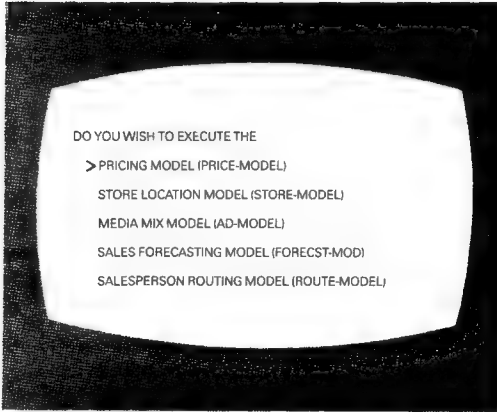 DO YOU WISH TO EXECUTE THE
> PRICING MODEL (PRICE-MODEL)
STORE LOCATION MODEL (STORE-MODEL)
MEDIA MIX MODEL (AD-MODEL)
SALES FORECASTING MODEL (FORECST-MOD)
SALESPERSON ROUTING MODEL (ROUTE-MODEL)